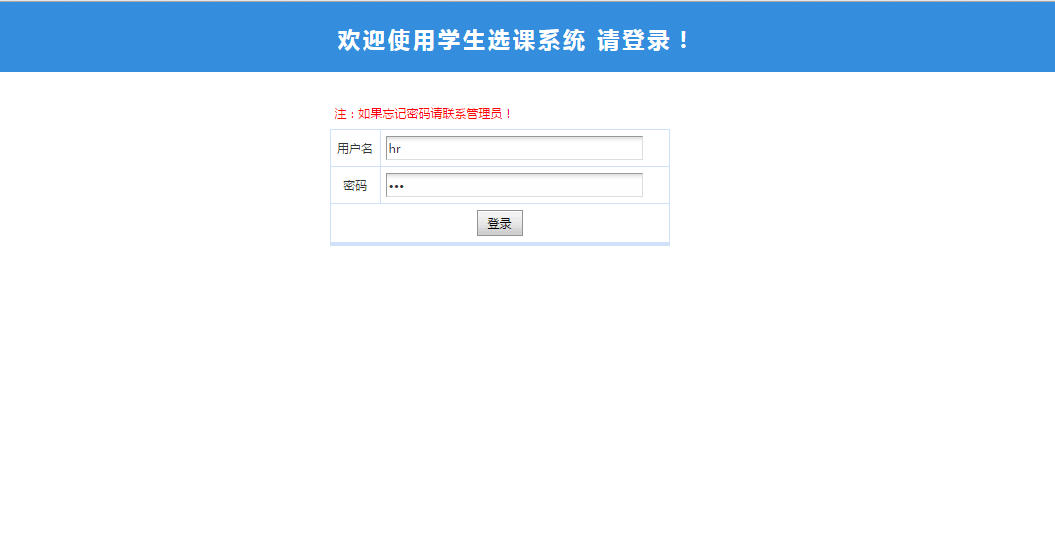 欢迎使用学生选课系统 请登录！
注：如果忘记密码请联系管理员！
用户名 hr
密码 •••
登录